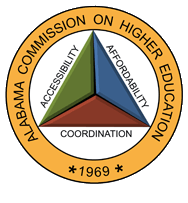 ALABAMA COMMISSION ON HIGHER EDUCATION
ACCESSIBILITY
AFFORDABILITY
COORDINATION
*1969*